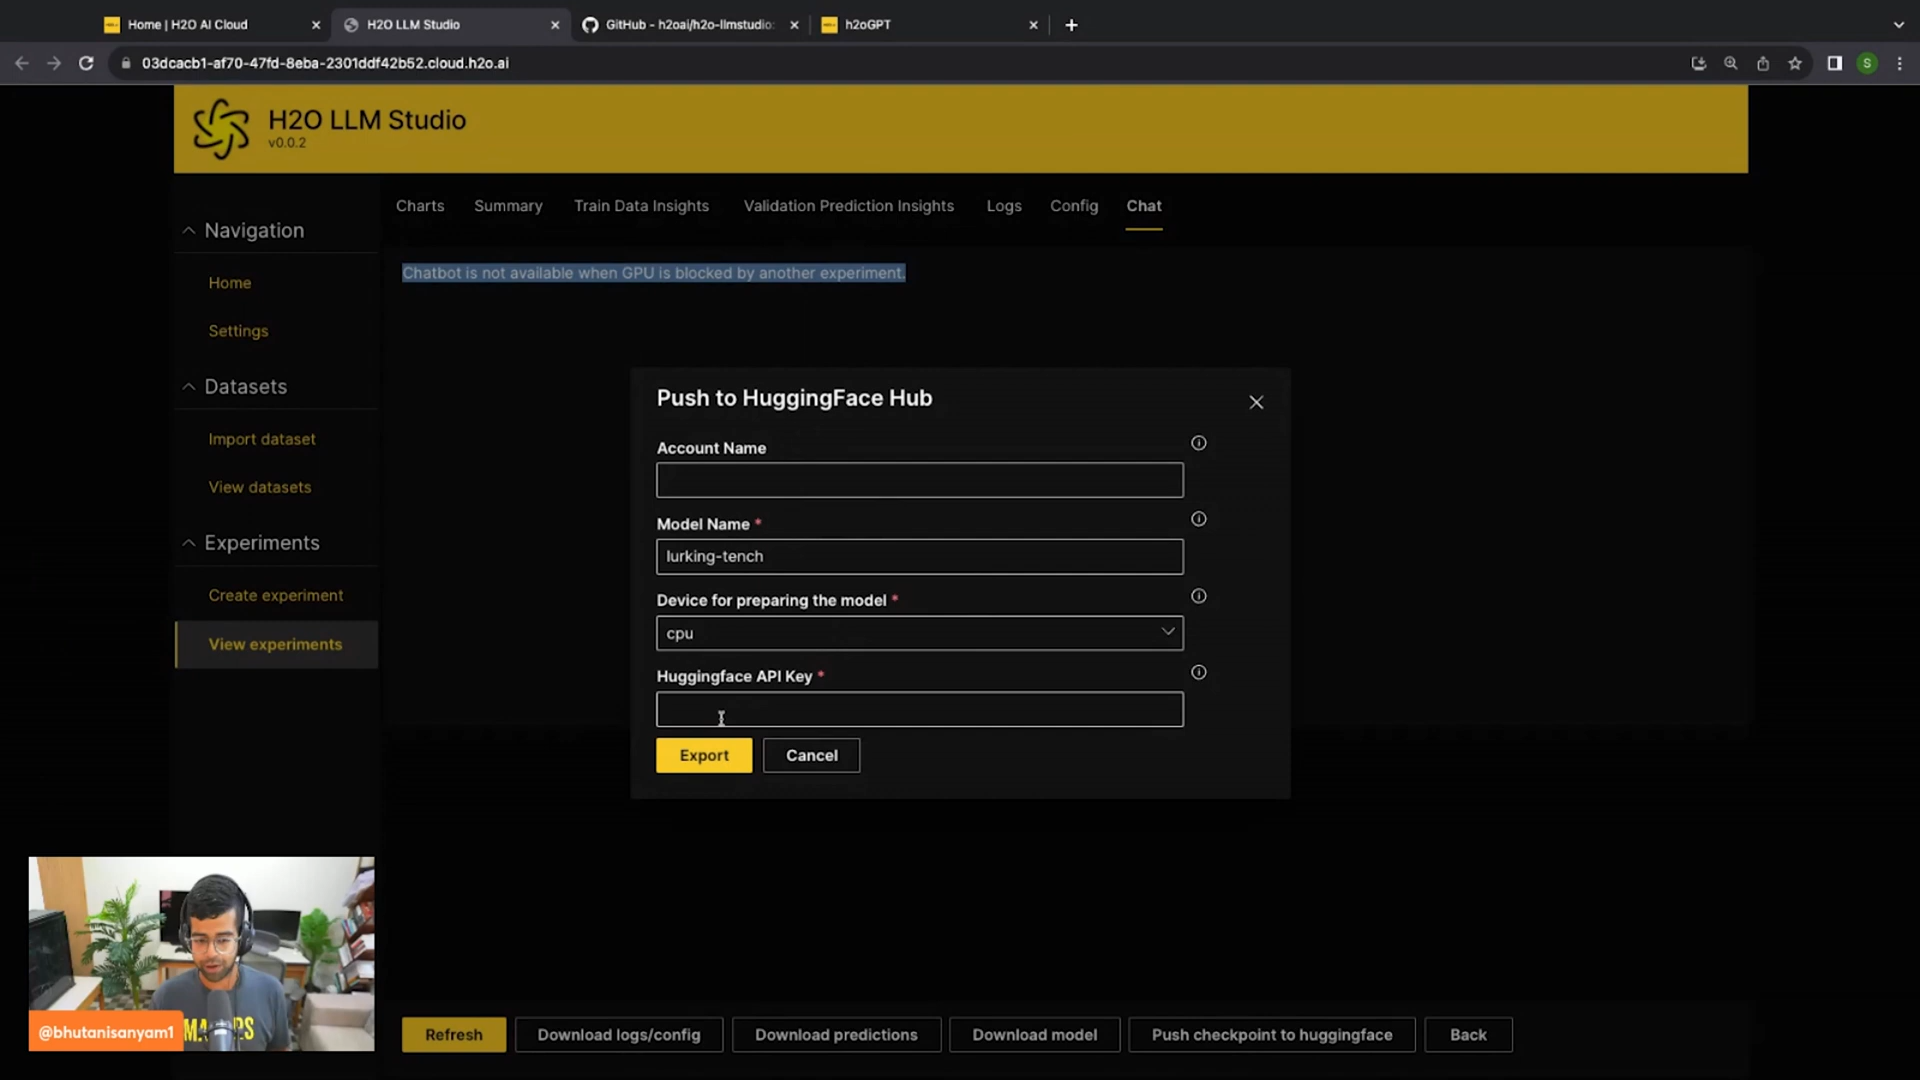 Home | H2O AI Cloud
H2O LLM Studio
GitHub - h2oai/h2o-llmstudio:
h2oGPT
03dcacb1-af70-47fd-8eba-2301ddf42b52.cloud.h2o.ai
S
H2O LLM Studio
v0.0.2
Charts
Summary
Train Data Insights
Validation Prediction Insights
Logs
Config
Chat
Navigation
Home
Settings
Datasets
Import dataset
View datasets
Experiments
Create experiment
View experiments
Chatbot is not available when GPU is blocked by another experiment.
Push to HuggingFace Hub
Account Name
Model Name *
lurking-tench
Device for preparing the model *
cpu
Huggingface API Key *
Export
Cancel
@bhutanisanyam1
Refresh
Download logs/config
Download predictions
Download model
Push checkpoint to huggingface
Back